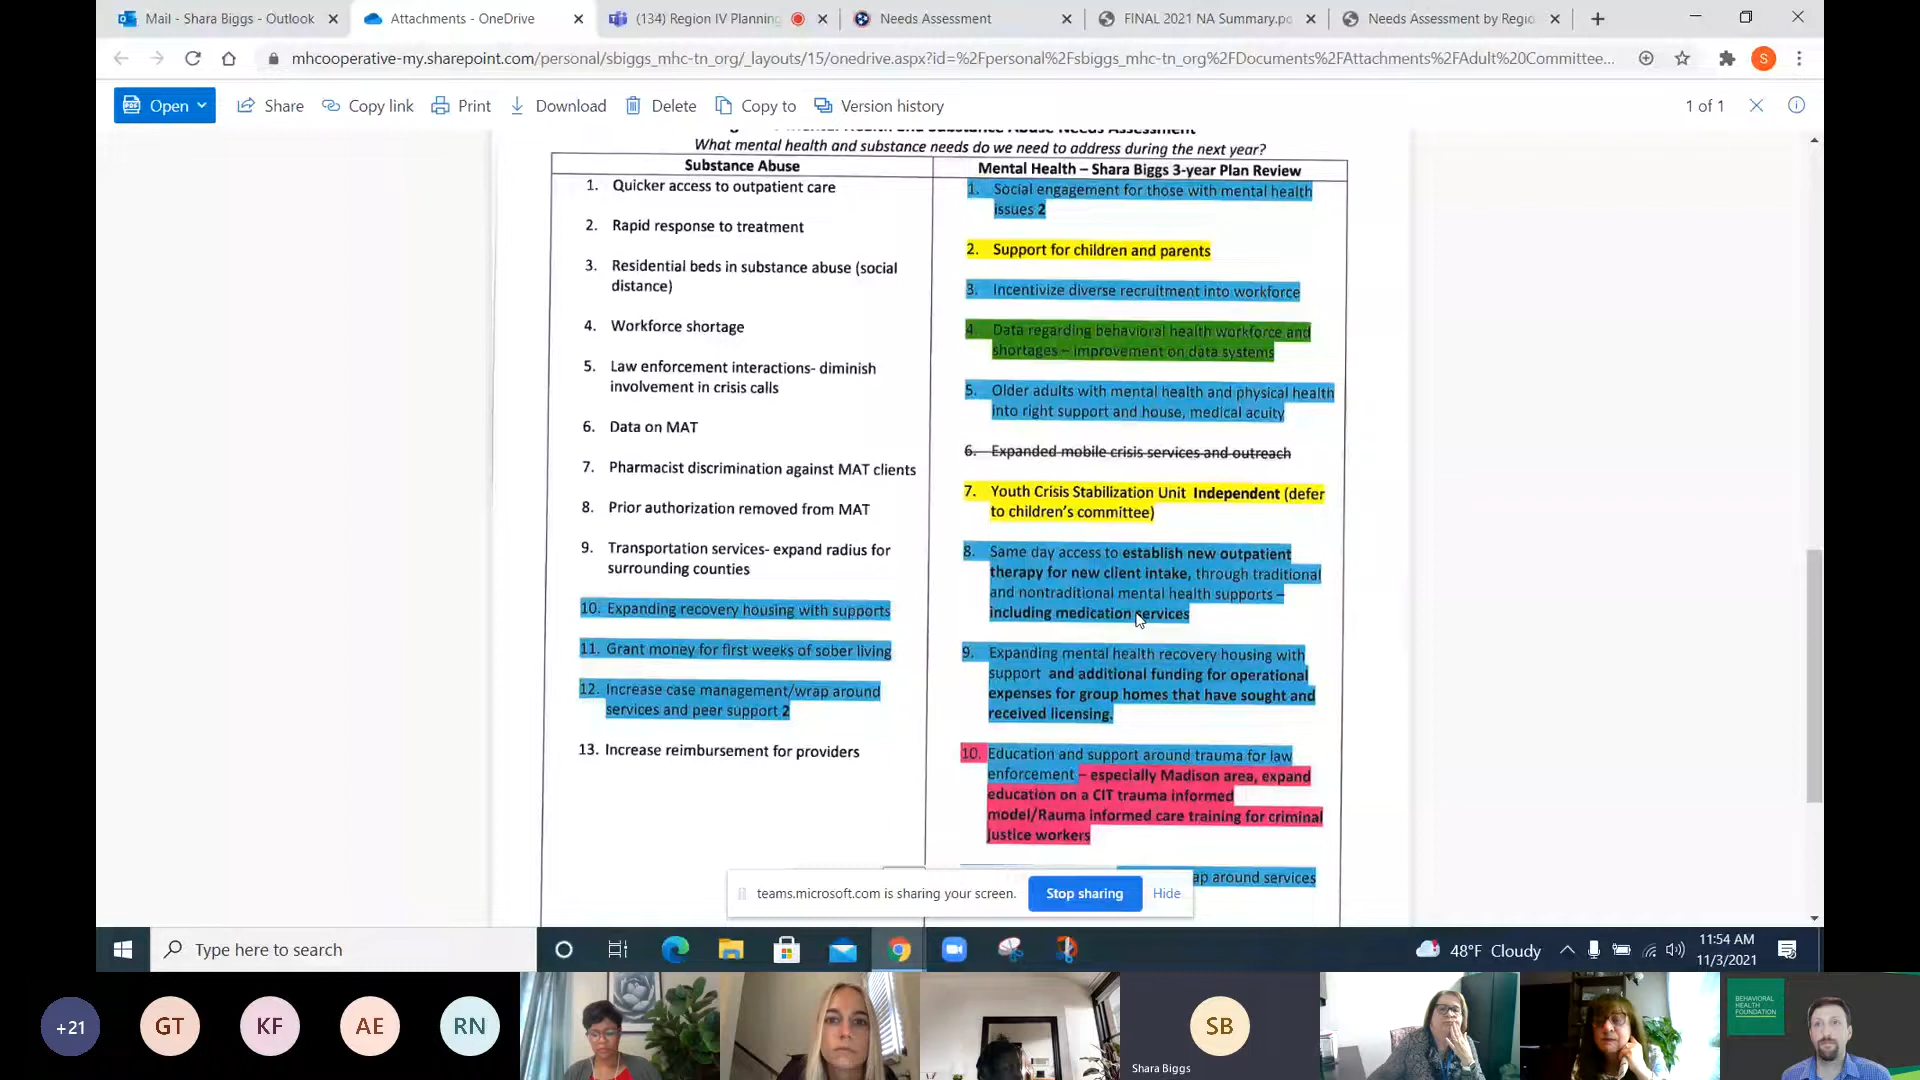 Mail - Shara Biggs - Outlook
Attachments - OneDrive
(134) Region IV Planning
Needs Assessment
FINAL 2021 NA Summary.p
Needs Assessment by Regio
mhcooperative-my.sharepoint.com/personal/sbiggs_mhc-tn_org/_layouts/15/onedrive.aspx?id=%2Fpersonal%2Fsbiggs_mhc-tn_org%2FDocuments%2FAttachments%2FAdult%20Committee...
S
Open
Share
Copy link
Print
Download
Delete
Copy to
Version history
1 of 1
Mental Health and Substance Abuse Needs Assessment
What mental health and substance needs do we need to address during the next year?
Substance Abuse
1. Quicker access to outpatient care
2. Rapid response to treatment
3. Residential beds in substance abuse (social
distance)
4. Workforce shortage
5. Law enforcement interactions- diminish
involvement in crisis calls
6. Data on MAT
7. Pharmacist discrimination against MAT clients
8. Prior authorization removed from MAT
9. Transportation services- expand radius for
surrounding counties
10. Expanding recovery housing with supports
11. Grant money for first weeks of sober living
12. Increase case management/wrap around
services and peer support 2
13. Increase reimbursement for providers
Mental Health – Shara Biggs 3-year Plan Review
1. Social engagement for those with mental health
issues 2
2. Support for children and parents
3. Incentivize diverse recruitment into workforce
4. Data regarding behavioral health workforce and
shortages – improvement on data systems
5. Older adults with mental health and physical health
into right support and house, medical acuity
6. Expanded mobile crisis services and outreach
7. Youth Crisis Stabilization Unit Independent (defer
to children's committee)
8. Same day access to establish new outpatient
therapy for new client intake, through traditional
and nontraditional mental health supports –
including medication services
9. Expanding mental health recovery housing with
support and additional funding for operational
expenses for group homes that have sought and
received licensing.
10. Education and support around trauma for law
enforcement – especially Madison area, expand
education on a CIT trauma informed
model/Rauma informed care training for criminal
justice workers
ap around services
teams.microsoft.com is sharing your screen.
Stop sharing
Hide
Type here to search
48°F Cloudy
11:54 AM
11/3/2021
+21
GT
KF
AE
RN
SB
Shara Biggs
BEHAVIORAL
HEALTH
FOUNDATION